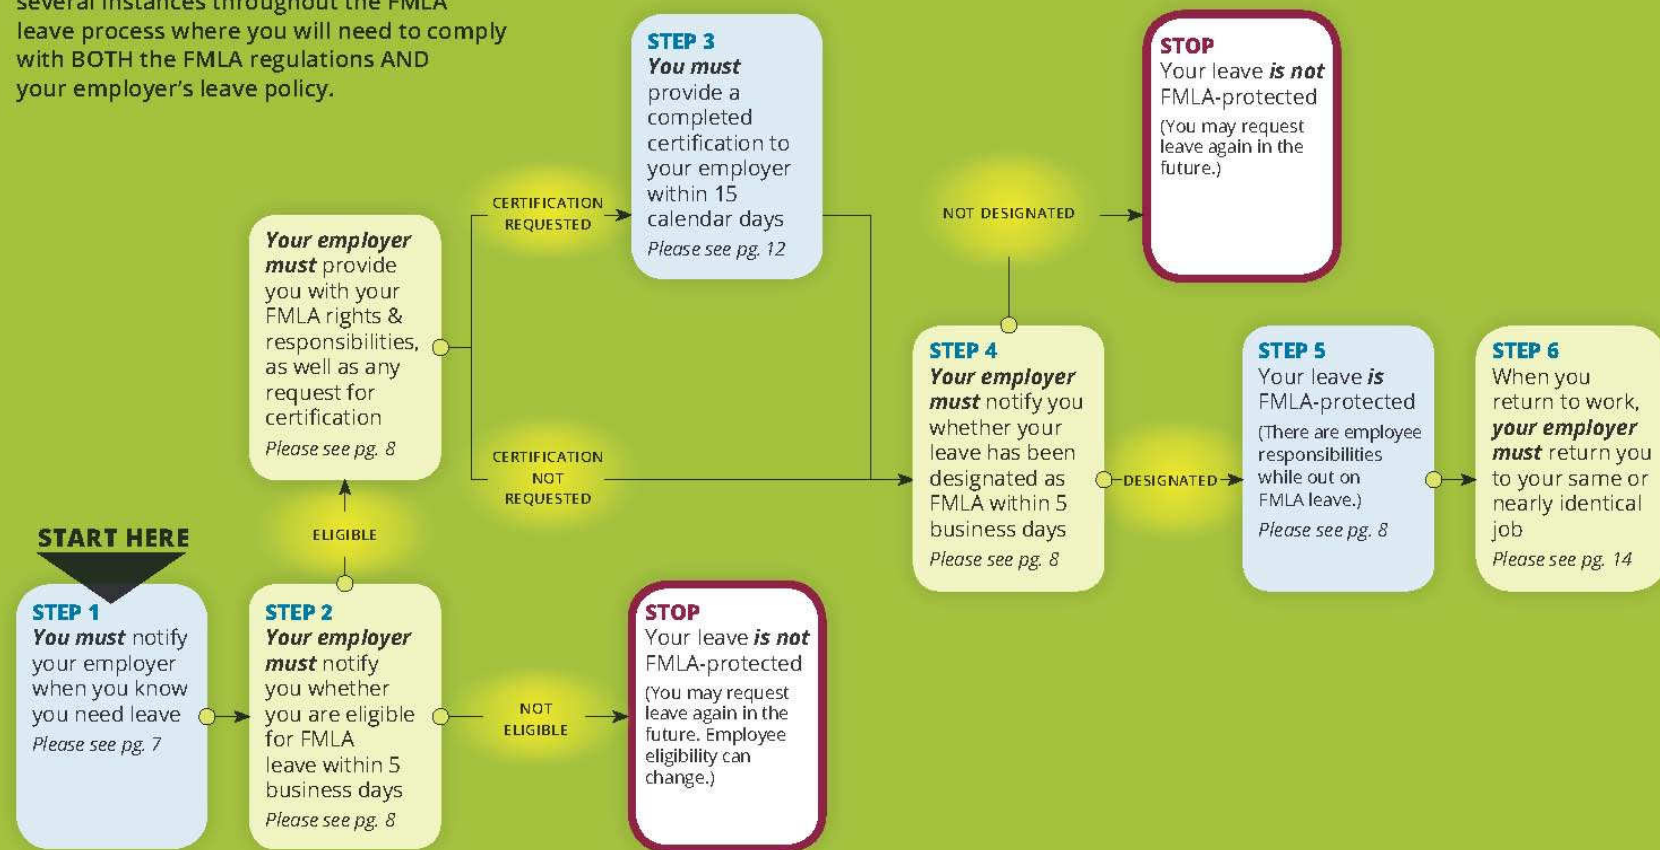 several instances throughout the FMLA
leave process where you will need to comply
with BOTH the FMLA regulations AND
your employer's leave policy.
START HERE
STEP 1
You must notify
your employer
when you know
you need leave
Please see pg. 7
STEP 2
Your employer
must notify
you whether
you are eligible
for FMLA
leave within 5
business days
Please see pg. 8
NOT
ELIGIBLE
STOP
Your leave is not
FMLA-protected
(You may request
leave again in the
future. Employee
eligibility can
change.)
ELIGIBLE
Your employer
must provide
you with your
FMLA rights &
responsibilities,
as well as any
request for
certification
Please see pg. 8
CERTIFICATION
REQUESTED
STEP 3
You must
provide a
completed
certification to
your employer
within 15
calendar days
Please see pg. 12
CERTIFICATION
NOT
REQUESTED
STEP 4
Your employer
must notify you
whether your
leave has been
designated as
FMLA within 5
business days
Please see pg. 8
NOT DESIGNATED
STOP
Your leave is not
FMLA-protected
(You may request
leave again in the
future.)
DESIGNATED
STEP 5
Your leave is
FMLA-protected
(There are employee
responsibilities
while out on
FMLA leave.)
Please see pg. 8
STEP 6
When you
return to work,
your employer
must return you
to your same or
nearly identical
job
Please see pg. 14